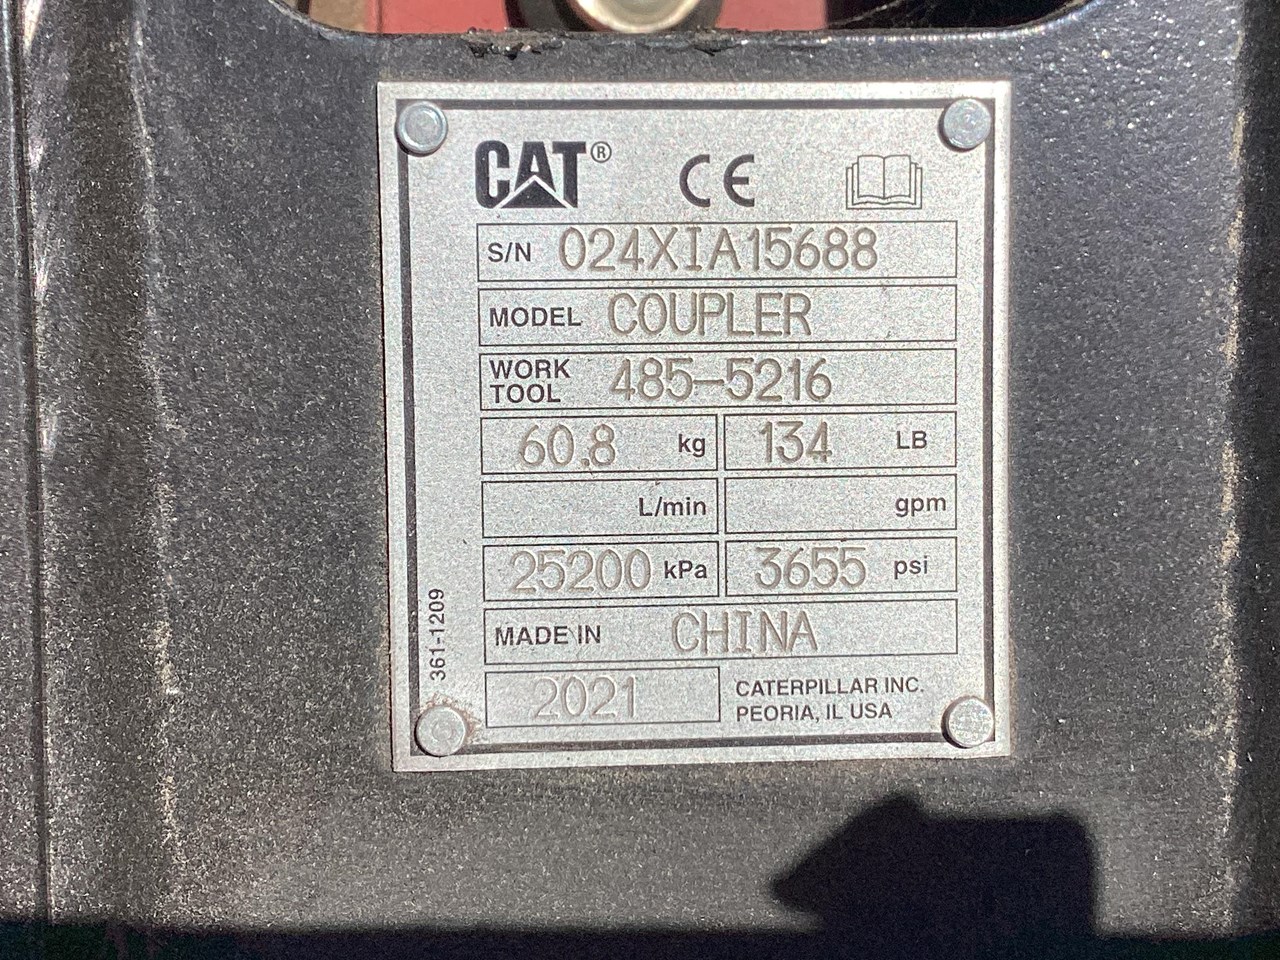 CAT® CE
S/N 024XIA15688
MODEL COUPLER
WORK TOOL 485-5216
60.8 kg 134 LB
L/min gpm
25200 kPa 3655 psi
MADE IN CHINA
2021 CATERPILLAR INC.
PEORIA, IL USA
361-1209